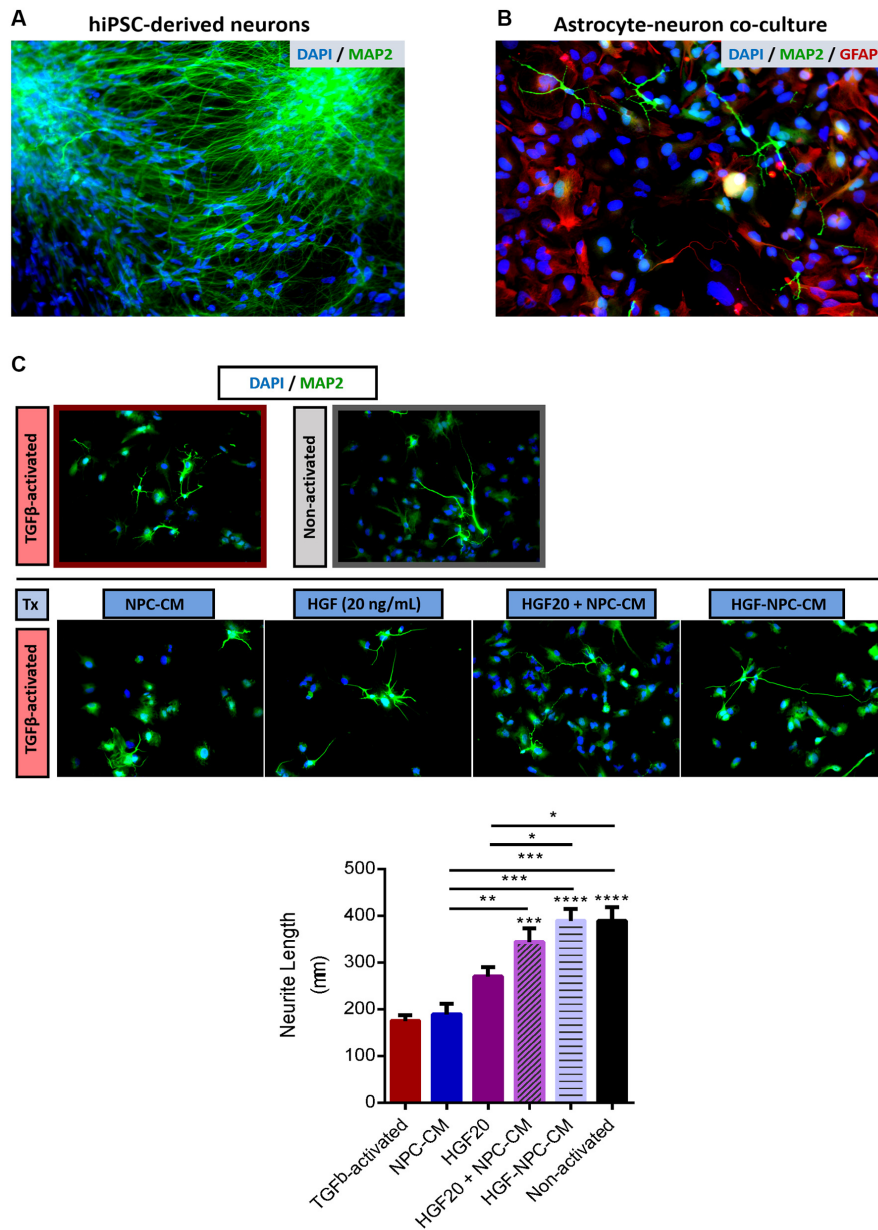 A
hiPSC-derived neurons
DAPI / MAP2
B
Astrocyte-neuron co-culture
DAPI / MAP2 / GFAP
C
DAPI / MAP2
TGFβ-activated
Non-activated
Tx
NPC-CM
HGF (20 ng/mL)
HGF20 + NPC-CM
HGF-NPC-CM
TGFβ-activated
*
*
***
***
**
***
****
****
500
400
300
200
100
0
Neurite Length
(mm)
TGFb-activated
NPC-CM
HGF20
HGF20 + NPC-CM
HGF-NPC-CM
Non-activated